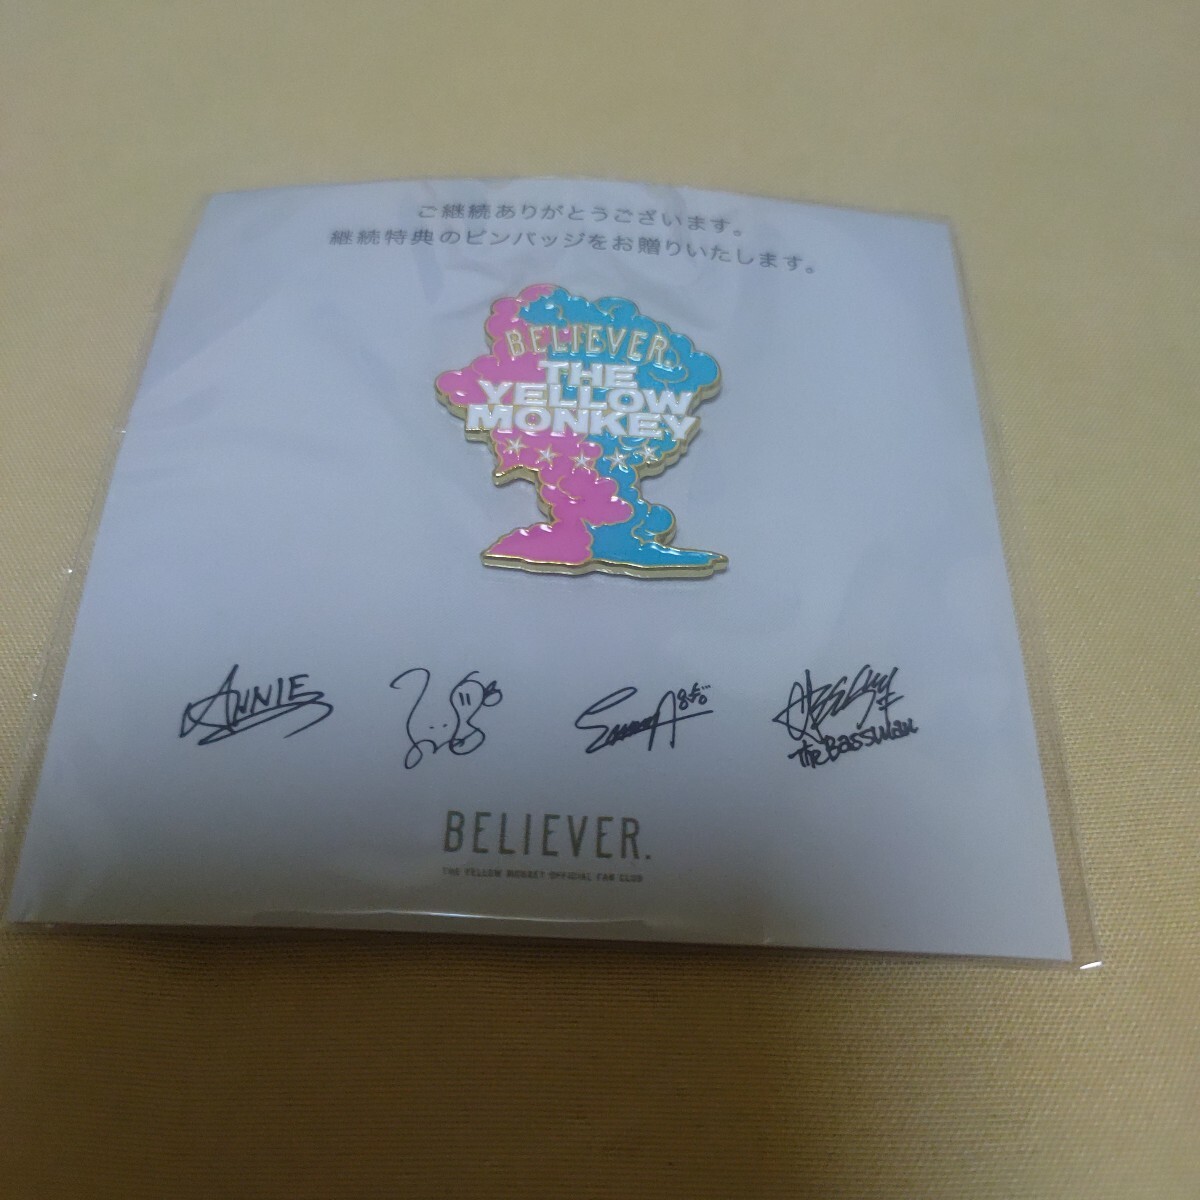 ご継続ありがとうございます。
継続特典のピンバッジをお贈りいたします。
BELIEVER.
THE
YELLOW
MONKEY
ANNIE
EmmA
The Bassman
BELIEVER.
THE YELLOW MONKEY OFFICIAL FAN CLUB